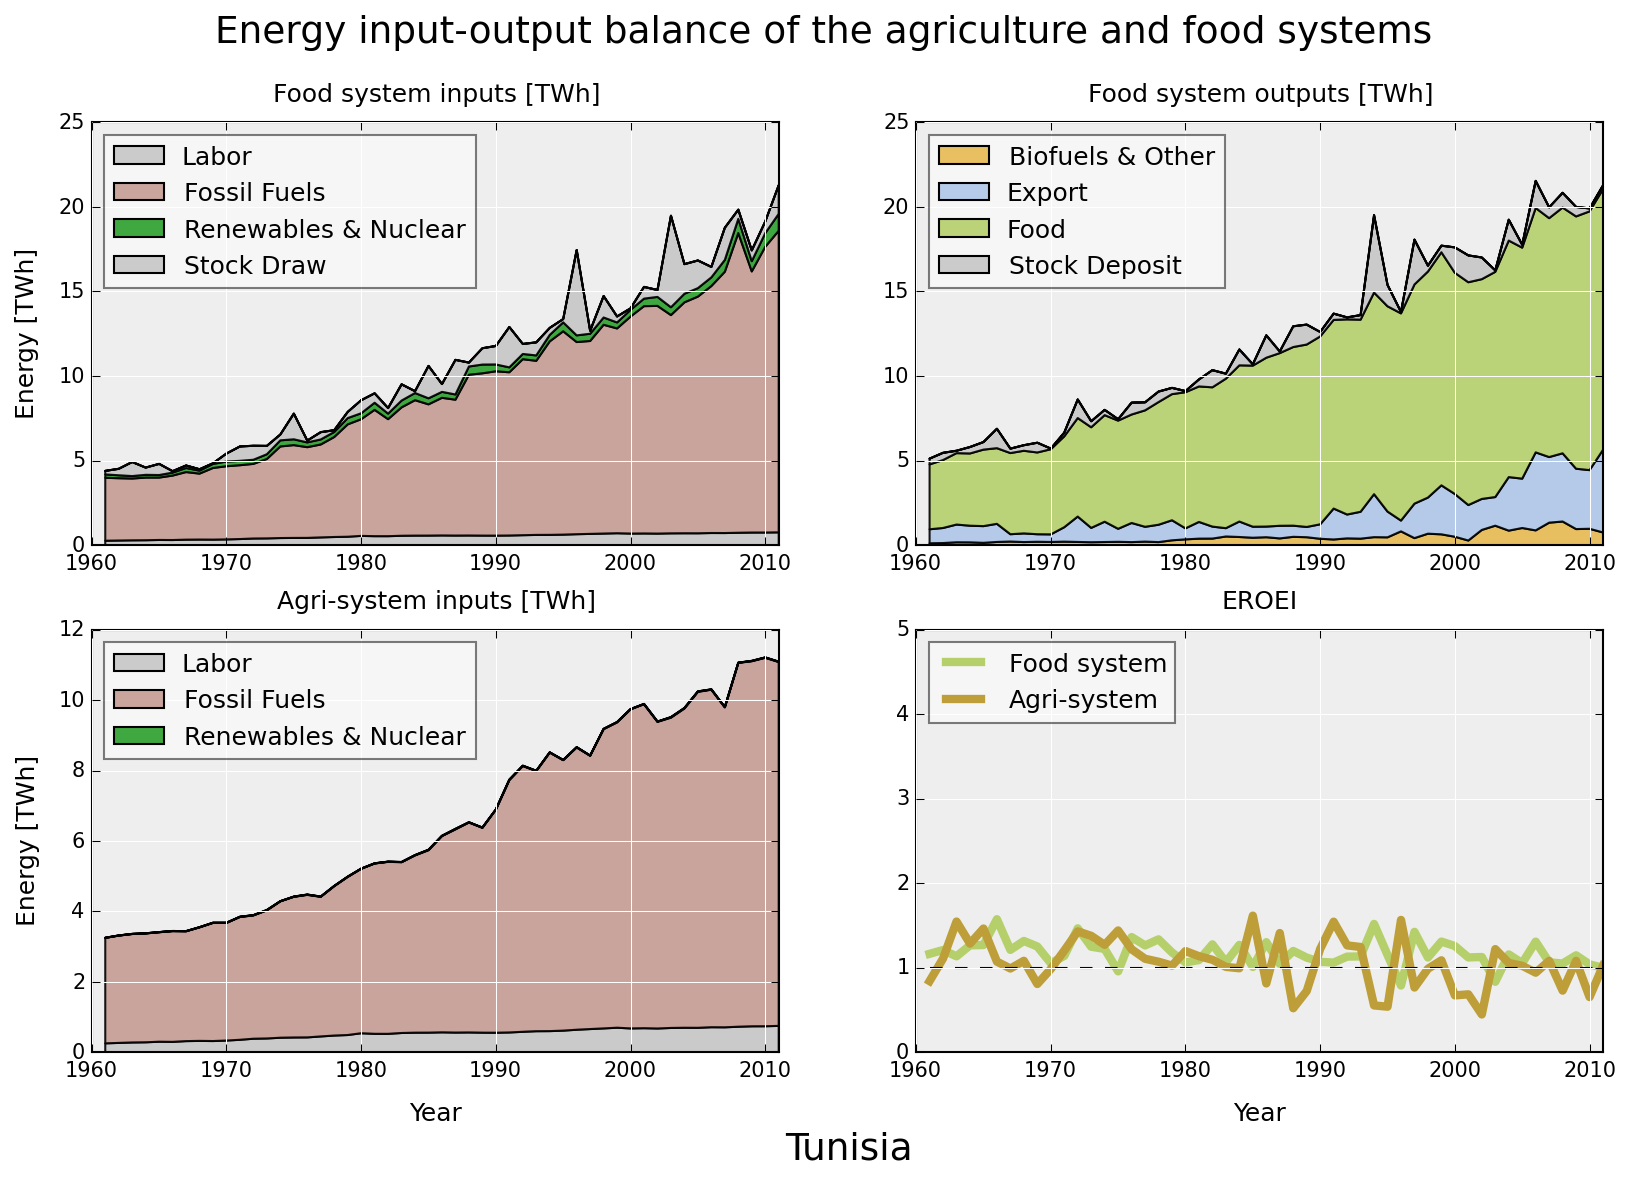 Energy input-output balance of the agriculture and food systems
Food system inputs [TWh]
Energy [TWh]
25
20
15
10
5
0
1960 1970 1980 1990 2000 2010
Labor
Fossil Fuels
Renewables & Nuclear
Stock Draw
Food system outputs [TWh]
25
20
15
10
5
0
1960 1970 1980 1990 2000 2010
Biofuels & Other
Export
Food
Stock Deposit
Agri-system inputs [TWh]
Energy [TWh]
12
10
8
6
4
2
0
1960 1970 1980 1990 2000 2010
Year
Labor
Fossil Fuels
Renewables & Nuclear
EROEI
5
4
3
2
1
0
1960 1970 1980 1990 2000 2010
Year
Food system
Agri-system
Tunisia